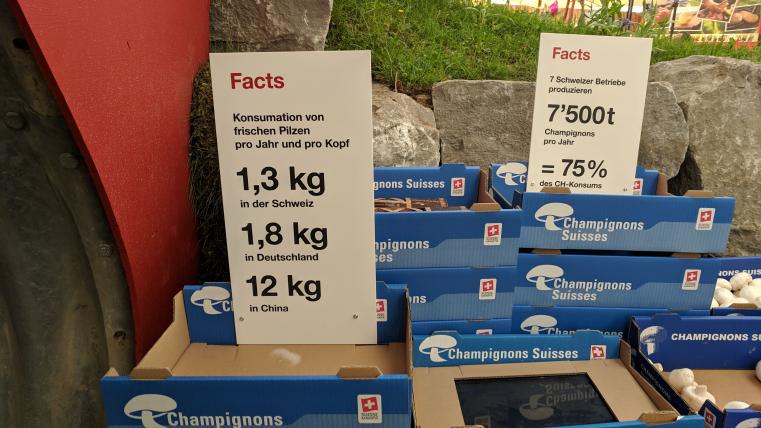 Facts
Konsumation von
frischen Pilzen
pro Jahr und pro Kopf
1,3 kg
in der Schweiz
1,8 kg
in Deutschland
12 kg
in China
Facts
7 Schweizer Betriebe
produzieren
7'500t
Champignons
pro Jahr
= 75%
des CH-Konsums
Champignons Suisses
Champignons
Suisses
Champignons
Suisses
Champignons Suisses
CHAMPIGNONS SUISSES
Champignons